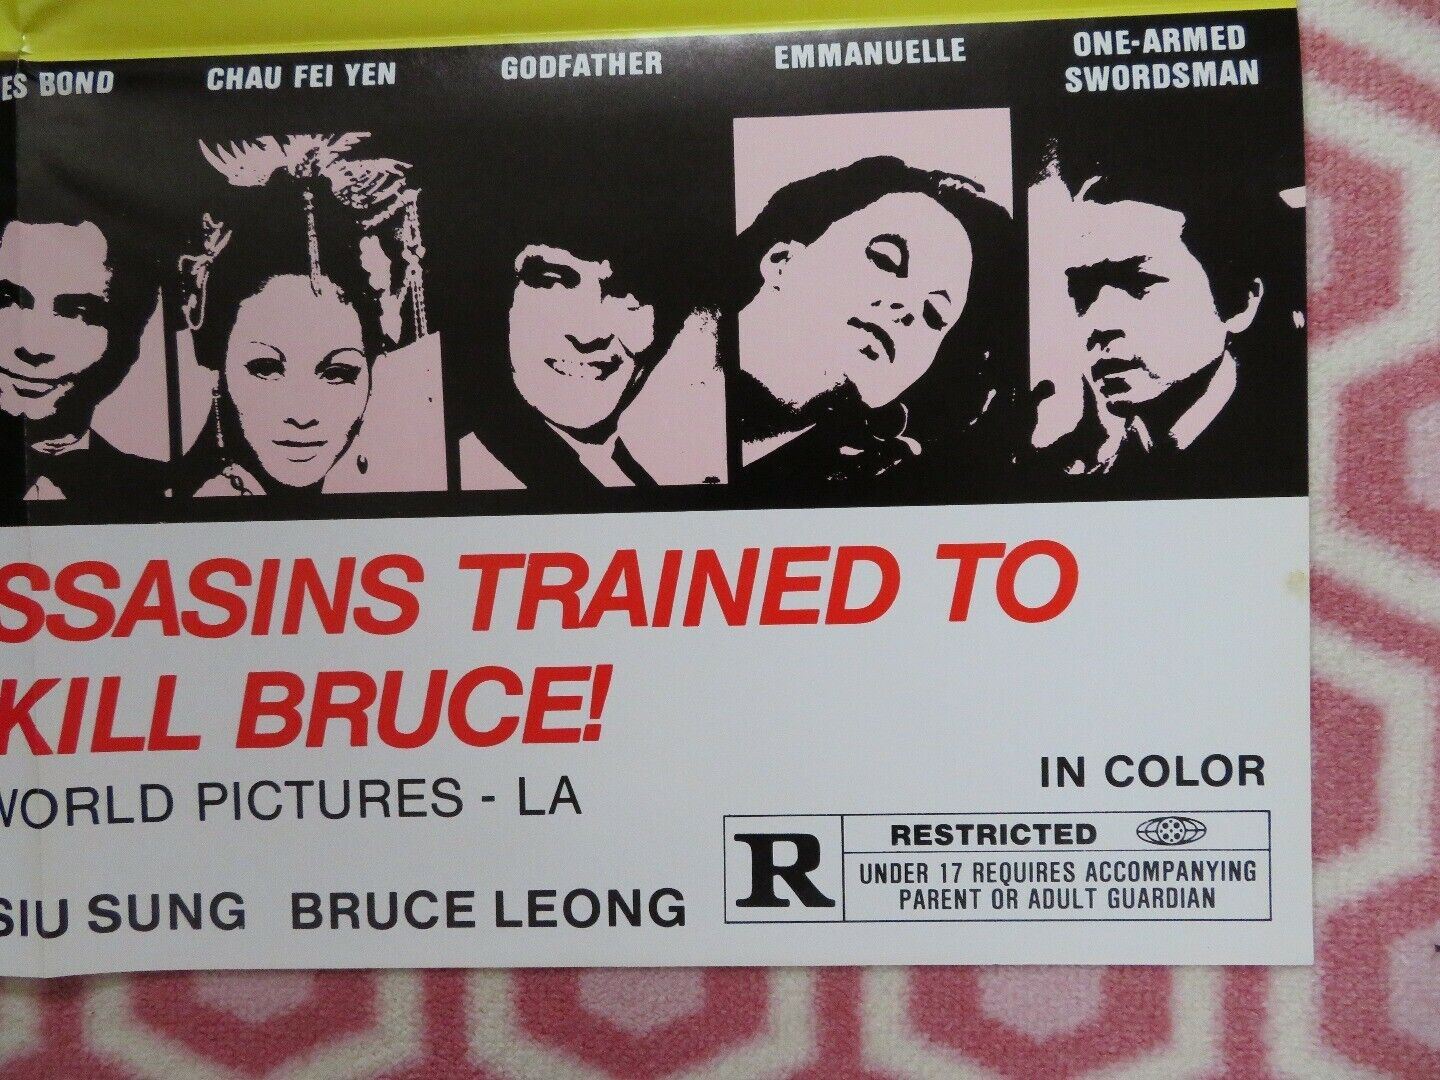 ES BOND
CHAU FEI YEN
GODFATHER
EMMANUELLE
ONE-ARMED
SWORDSMAN
SSASINS TRAINED TO
KILL BRUCE!
WORLD PICTURES - LA
IN COLOR
R
RESTRICTED
UNDER 17 REQUIRES ACCOMPANYING
PARENT OR ADULT GUARDIAN
SIU SUNG BRUCE LEONG